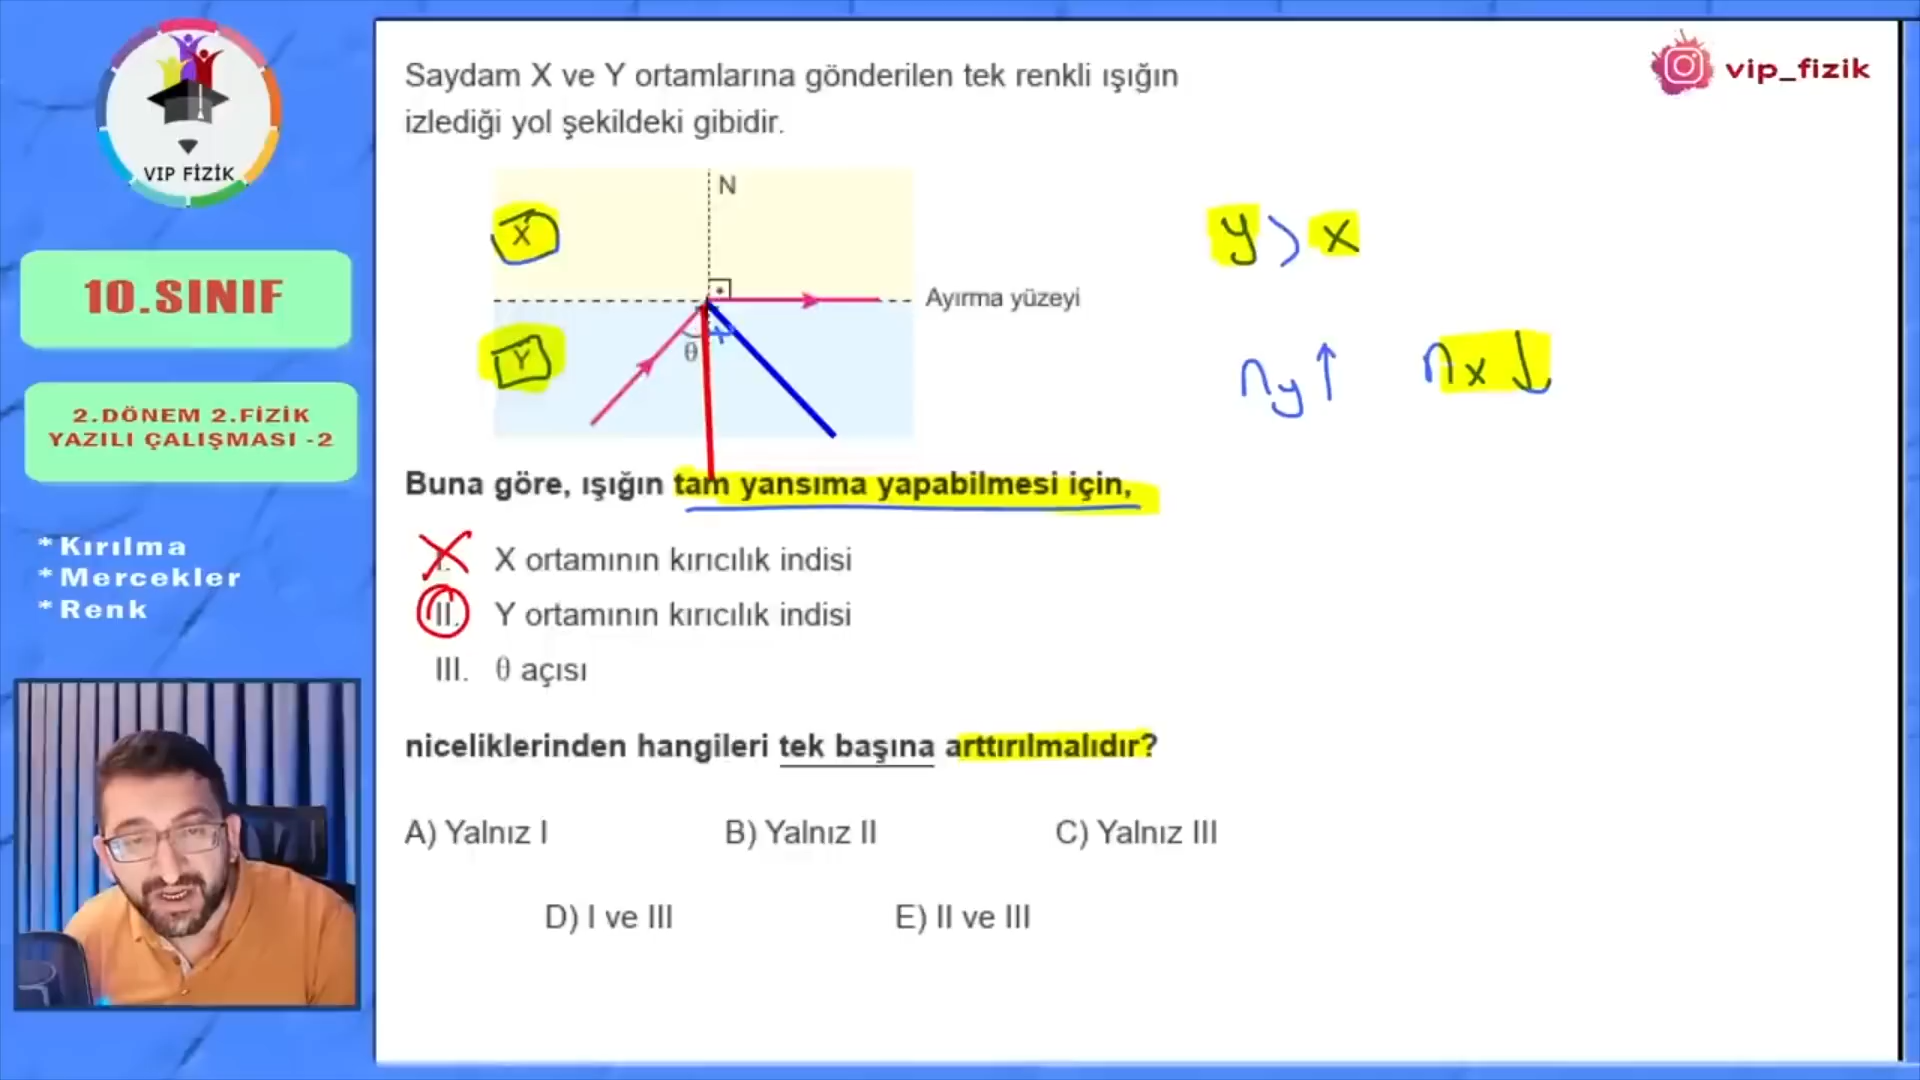 VIP FİZİK
10.SINIF
2.DÖNEM 2.FİZİK
YAZILI ÇALIŞMASI -2
* Kırılma
* Mercekler
* Renk
vip_fizik
Saydam X ve Y ortamlarına gönderilen tek renkli ışığın
izlediği yol şekildeki gibidir.
N
X
Ayırma yüzeyi
Y
θ
y > x
ny↑ nx↓
Buna göre, ışığın tam yansıma yapabilmesi için,
I. X ortamının kırıcılık indisi
II. Y ortamının kırıcılık indisi
III. θ açısı
niceliklerinden hangileri tek başına arttırılmalıdır?
A) Yalnız I B) Yalnız II C) Yalnız III
D) I ve III E) II ve III